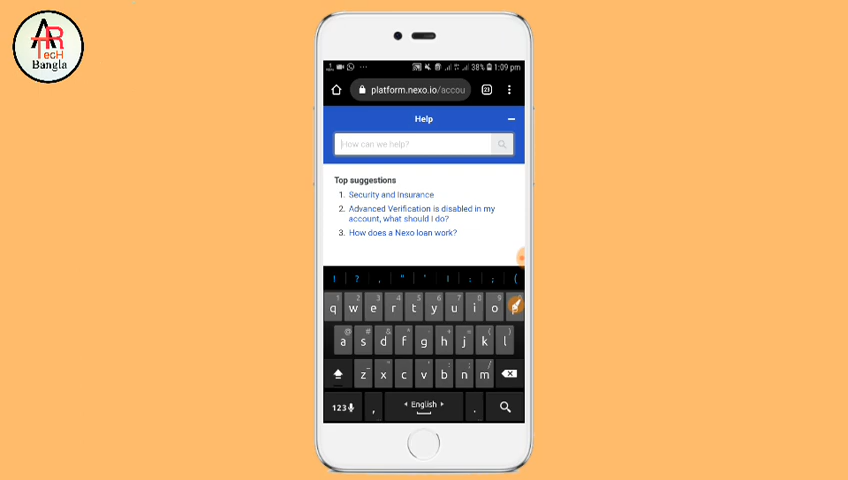 AR
Tech
Bangla
38% 1:09 pm
platform.nexo.io/accou
23
Help
How can we help?
Top suggestions
1. Security and Insurance
2. Advanced Verification is disabled in my
account, what should I do?
3. How does a Nexo loan work?
! ? , " ' ! : ; (
1 2 3 4 5 6 7 8 9
q w e r t y u i o
@ # & * - + = ( )
a s d f g h j k l
z x c v b n m
123 , English .